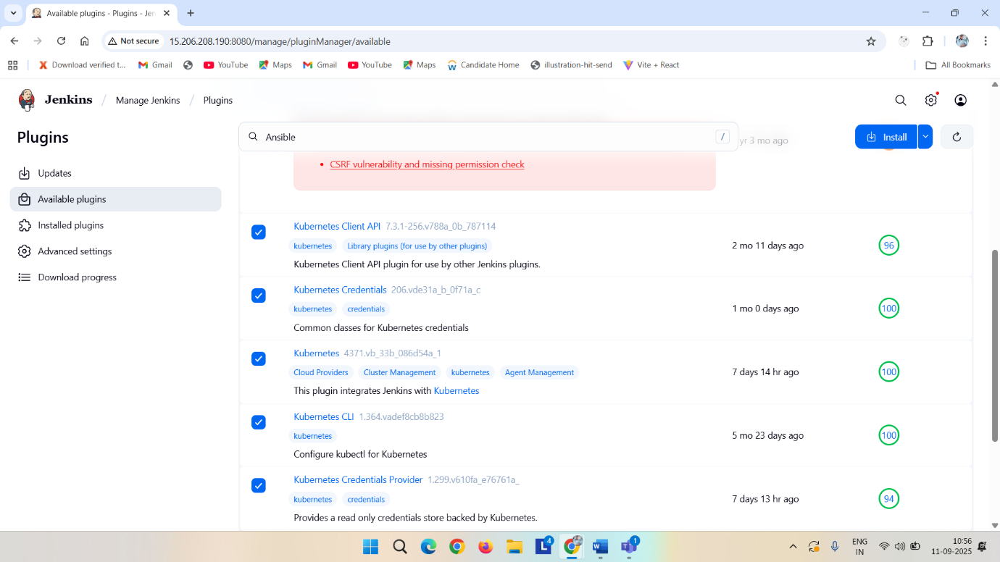 Available plugins - Plugins - Jen
Not secure
15.206.208.190:8080/manage/pluginManager/available
Download verified t...
Gmail
YouTube
Maps
Gmail
YouTube
Maps
Candidate Home
illustration-hit-send
Vite + React
All Bookmarks
Jenkins
/
Manage Jenkins
/
Plugins
Plugins
Ansible
/
yr 3 mo ago
Install
Updates
Available plugins
Installed plugins
Advanced settings
Download progress
CSRF vulnerability and missing permission check
Kubernetes Client API 7.3.1-256.v788a_0b_787114
kubernetes Library plugins (for use by other plugins)
2 mo 11 days ago
96
Kubernetes Client API plugin for use by other Jenkins plugins.
Kubernetes Credentials 206.vde31a_b_0f71a_c
kubernetes credentials
1 mo 0 days ago
100
Common classes for Kubernetes credentials
Kubernetes 4371.vb_33b_086d54a_1
Cloud Providers Cluster Management kubernetes Agent Management
7 days 14 hr ago
100
This plugin integrates Jenkins with Kubernetes
Kubernetes CLI 1.364.vadef8cb8b823
kubernetes
5 mo 23 days ago
100
Configure kubectl for Kubernetes
Kubernetes Credentials Provider 1.299.v610fa_e76761a_
kubernetes credentials
7 days 13 hr ago
94
Provides a read only credentials store backed by Kubernetes.
L
4
W
T
1
ENG
IN
10:56
11-09-2025